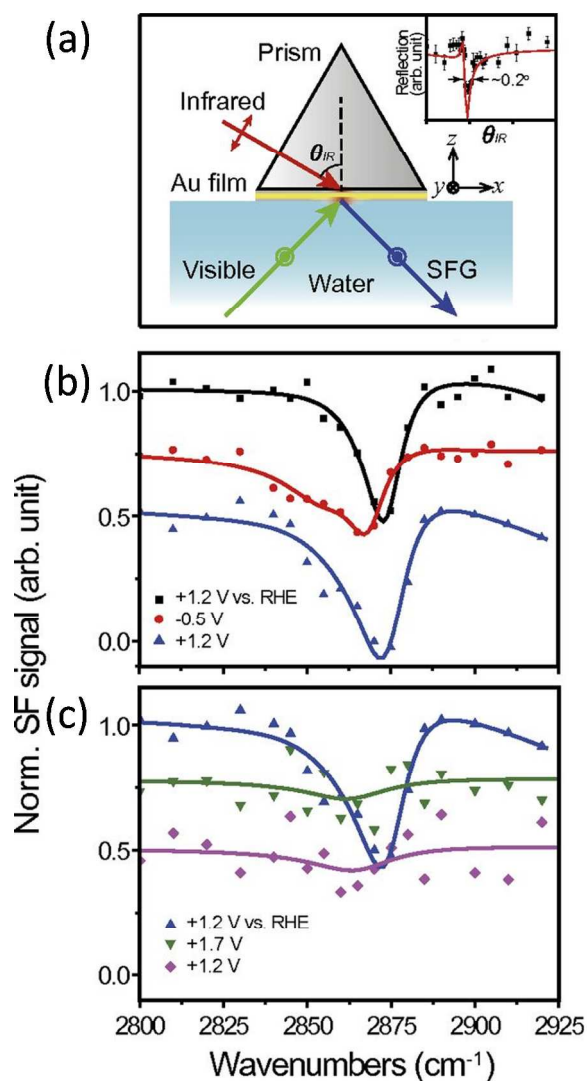 (a)
Prism
Infrared
θIR
Au film
Visible
Water
SFG
Reflection
(arb. unit)
~0.2°
θIR
z
y
x
(b)
1.0
0.5
0.0
+1.2 V vs. RHE
-0.5 V
+1.2 V
Norm. SF signal (arb. unit)
(c)
1.0
0.5
0.0
+1.2 V vs. RHE
+1.7 V
+1.2 V
2800 2825 2850 2875 2900 2925
Wavenumbers (cm⁻¹)